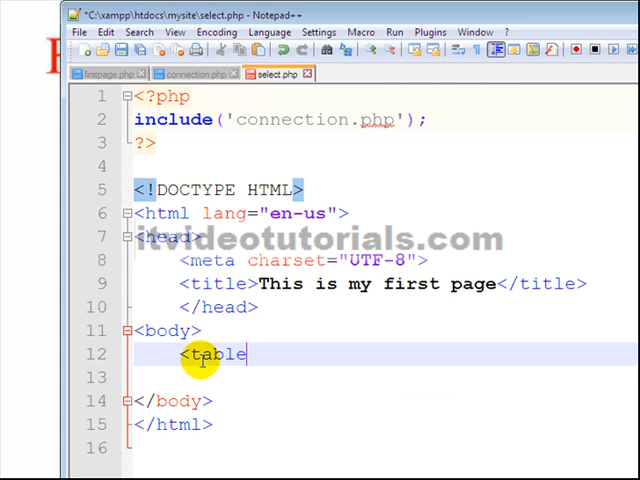 *C:\xampp\htdocs\mysite\select.php - Notepad++
File Edit Search View Encoding Language Settings Macro Run Plugins Window ?
firstpage.php connection.php select.php
1 <?php
2 include('connection.php');
3 ?>
4
5 <!DOCTYPE HTML>
6 <html lang="en-us">
7 <head>
itvideotutorials.com
8 <meta charset="UTF-8">
9 <title>This is my first page</title>
10 </head>
11 <body>
12 <table
13
14 </body>
15 </html>
16